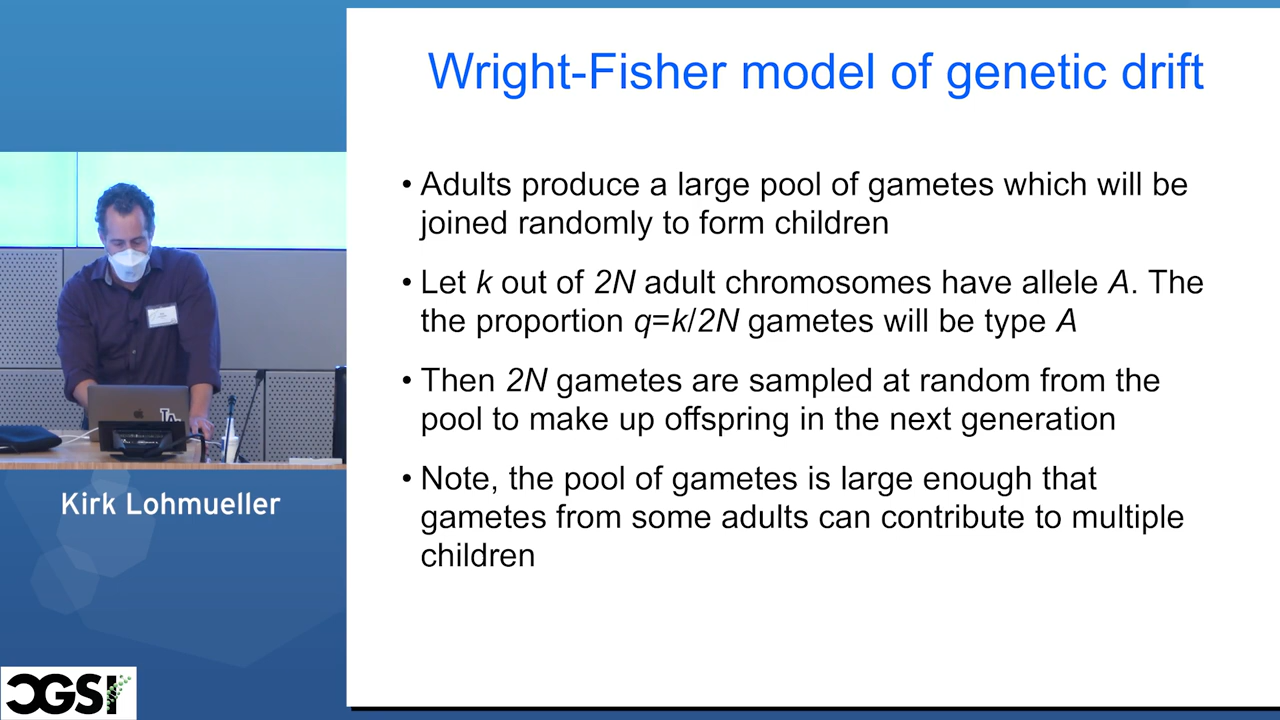 Wright-Fisher model of genetic drift
• Adults produce a large pool of gametes which will be
joined randomly to form children
• Let k out of 2N adult chromosomes have allele A. The
the proportion q=k/2N gametes will be type A
• Then 2N gametes are sampled at random from the
pool to make up offspring in the next generation
• Note, the pool of gametes is large enough that
gametes from some adults can contribute to multiple
children
LA
Kirk Lohmueller
CGSI